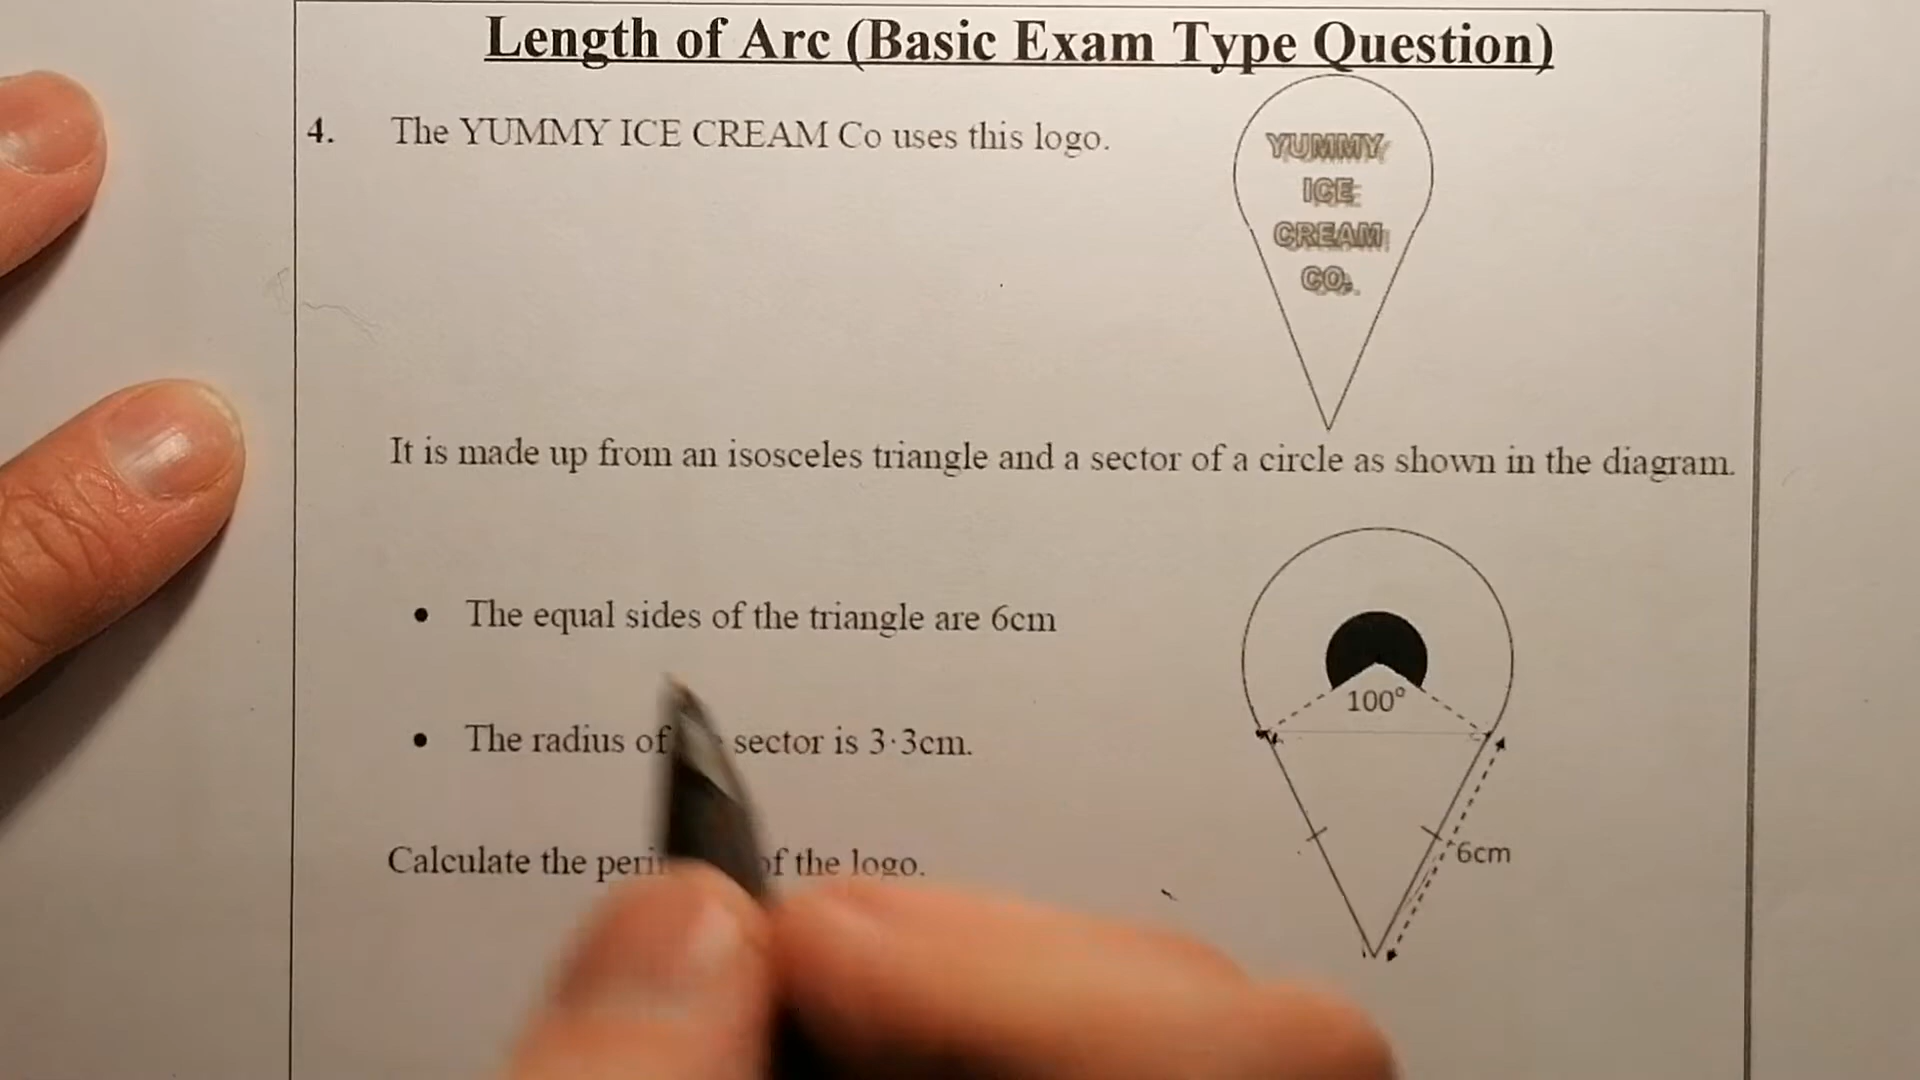 Length of Arc (Basic Exam Type Question)
4. The YUMMY ICE CREAM Co uses this logo.
YUMMY
ICE
CREAM
CO.
It is made up from an isosceles triangle and a sector of a circle as shown in the diagram.
• The equal sides of the triangle are 6cm
100°
• The radius of sector is 3·3cm.
6cm
Calculate the of the logo.